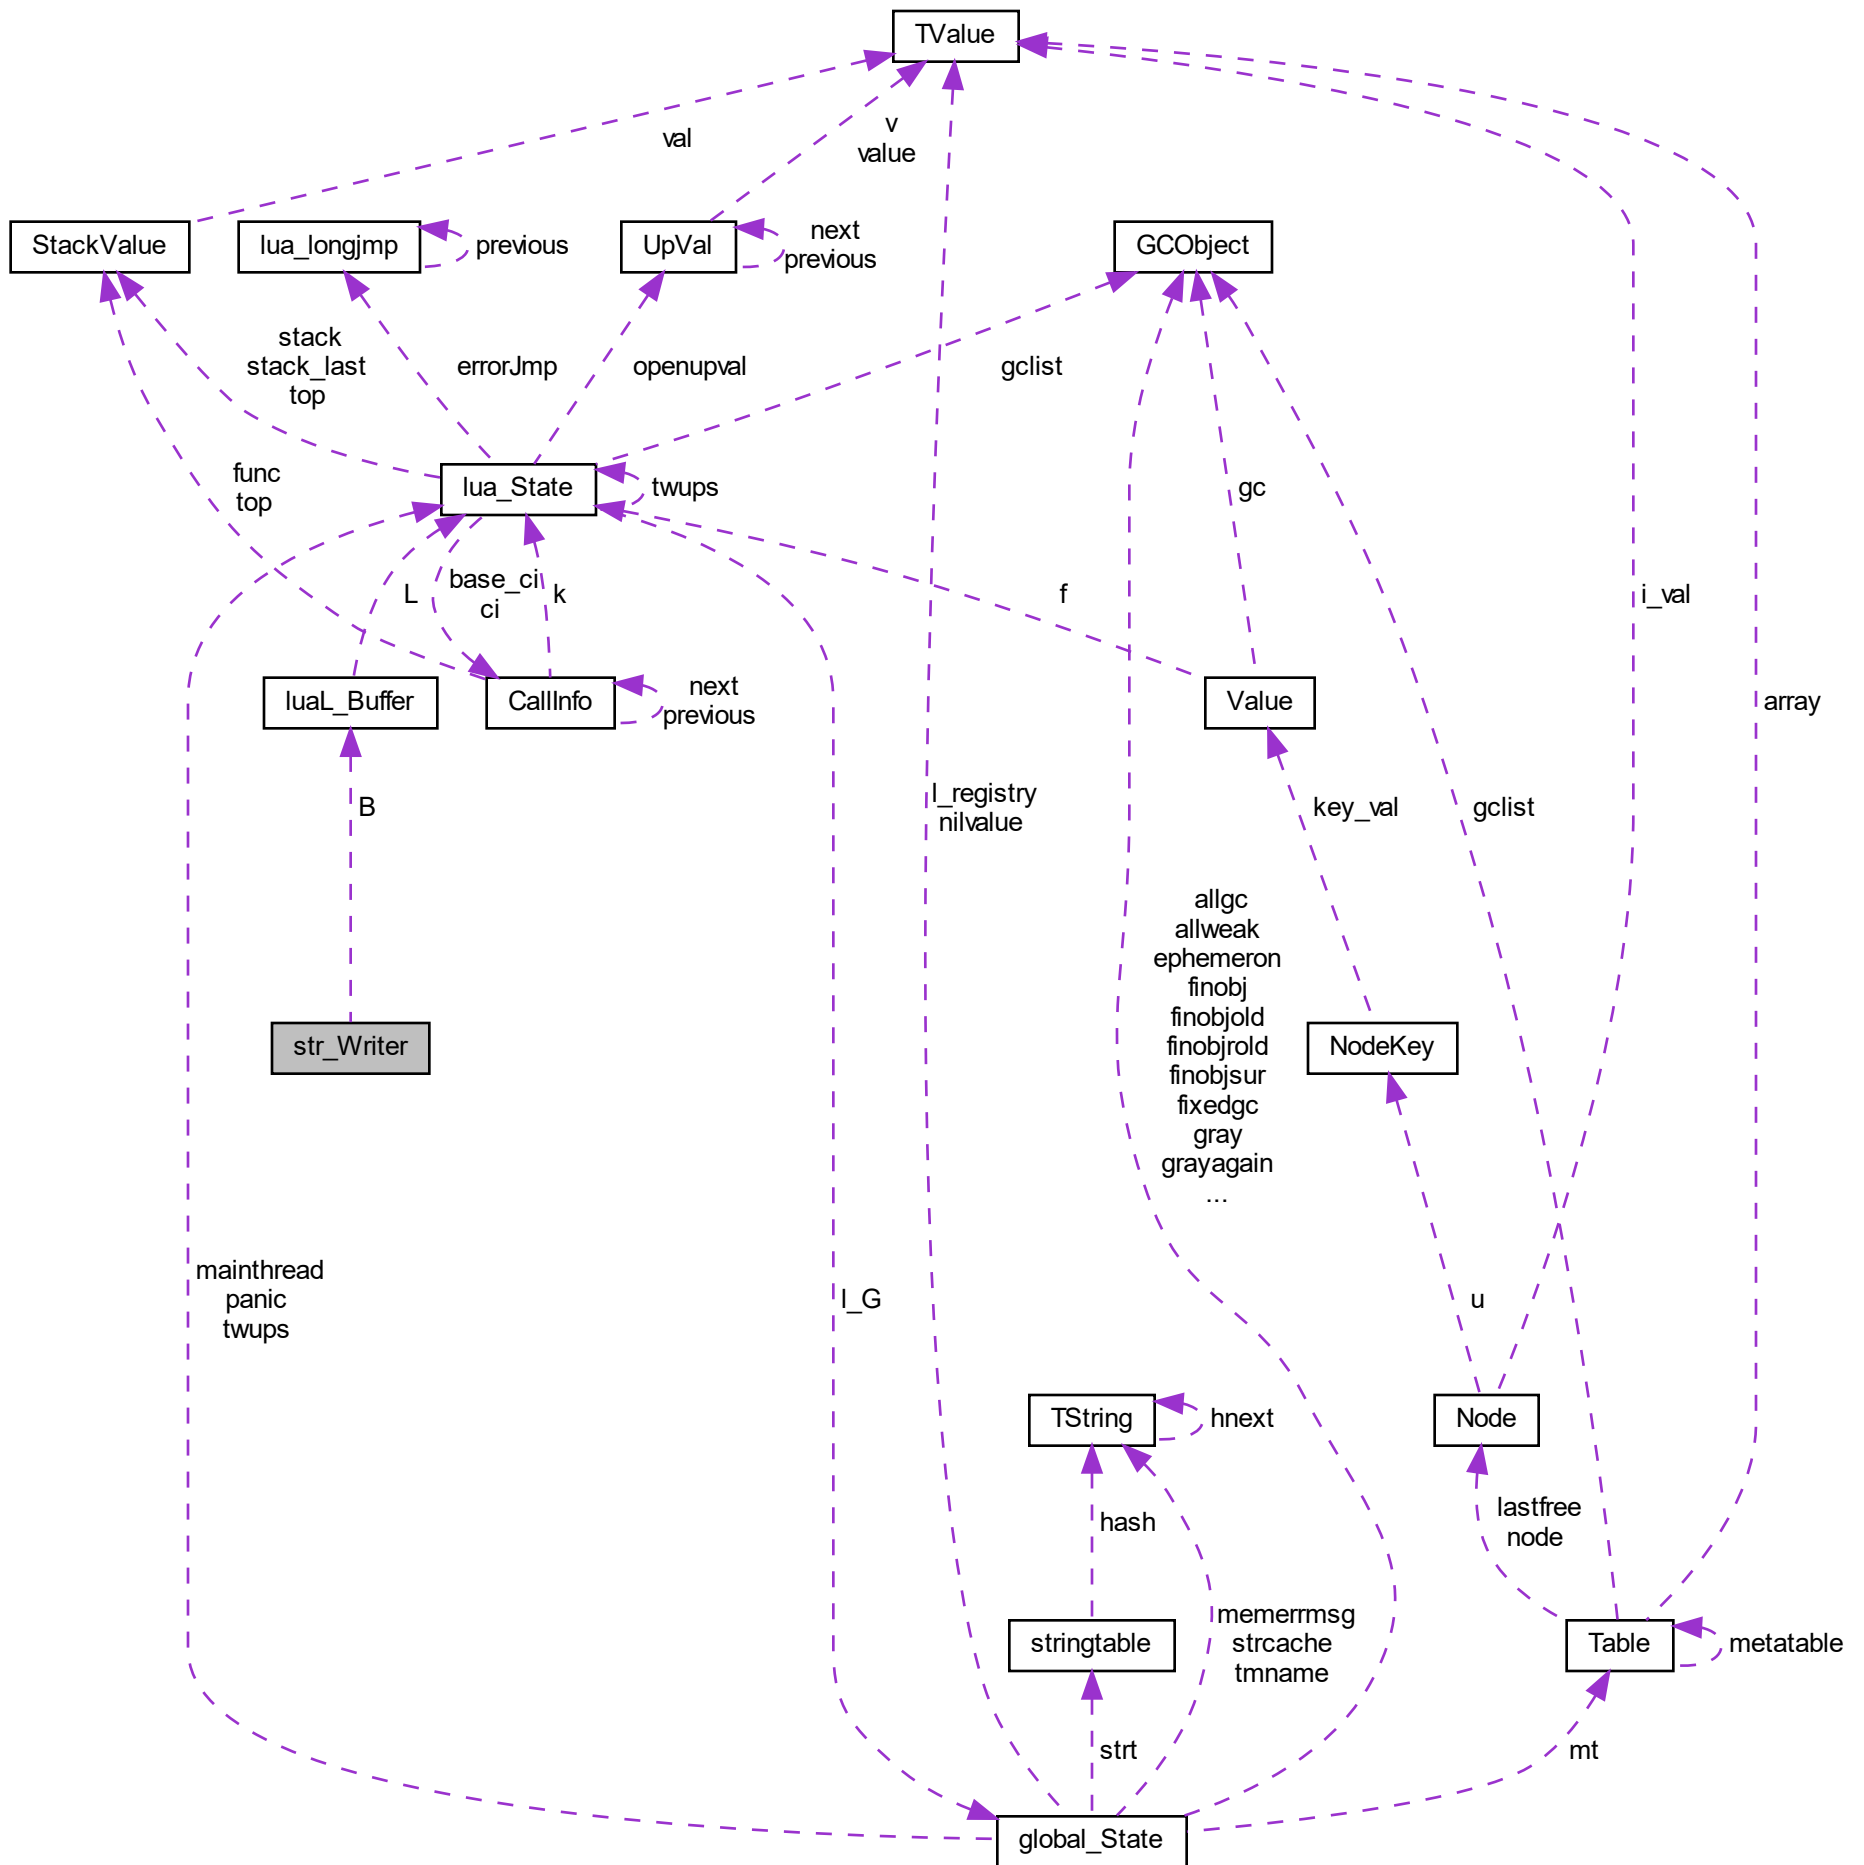 TValue
val
v
value
StackValue
lua_longjmp
previous
UpVal
next
previous
GCObject
stack
stack_last
top
errorJmp
openupval
gclist
func
top
lua_State
twups
gc
L
base_ci
ci
k
f
i_val
luaL_Buffer
CallInfo
next
previous
Value
array
B
l_registry
nilvalue
key_val
gclist
allgc
allweak
ephemeron
finobj
finobjold
finobjrold
finobjsur
fixedgc
gray
grayagain
...
str_Writer
NodeKey
mainthread
panic
twups
l_G
u
TString
hnext
Node
hash
lastfree
node
stringtable
memerrmsg
strcache
tmname
Table
metatable
strt
mt
global_State